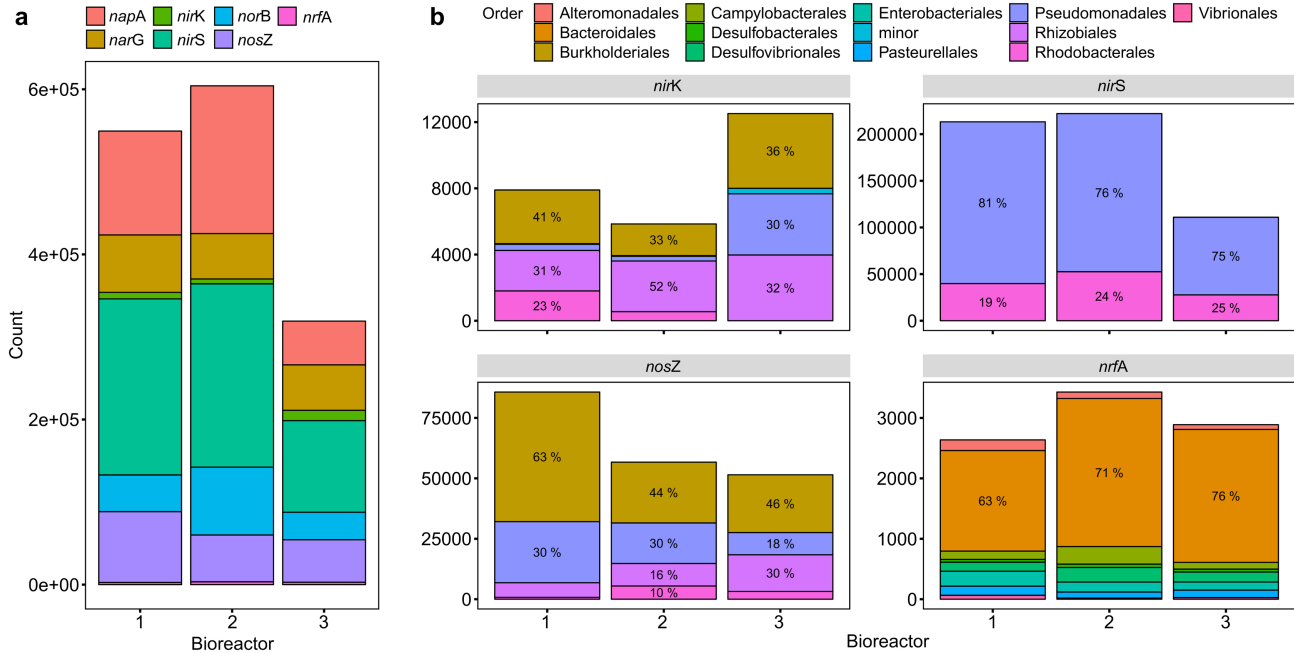 a
napA nirK norB nrfA
narG nirS nosZ
6e+05
4e+05
2e+05
0e+00
Count
1 2 3
Bioreactor
b
Order Alteromonadales Campylobacterales Enterobacteriales Pseudomonadales Vibrionales
Bacteroidales Desulfobacterales minor Rhizobiales
Burkholderiales Desulfovibrionales Pasteurellales Rhodobacterales
nirK
12000
8000
4000
0
41 %
31 %
23 %
33 %
52 %
36 %
30 %
32 %
nirS
200000
150000
100000
50000
0
81 %
19 %
76 %
24 %
75 %
25 %
nosZ
75000
50000
25000
0
63 %
30 %
44 %
30 %
16 %
10 %
46 %
18 %
30 %
1 2 3
nrfA
3000
2000
1000
0
63 %
71 %
76 %
1 2 3
Bioreactor